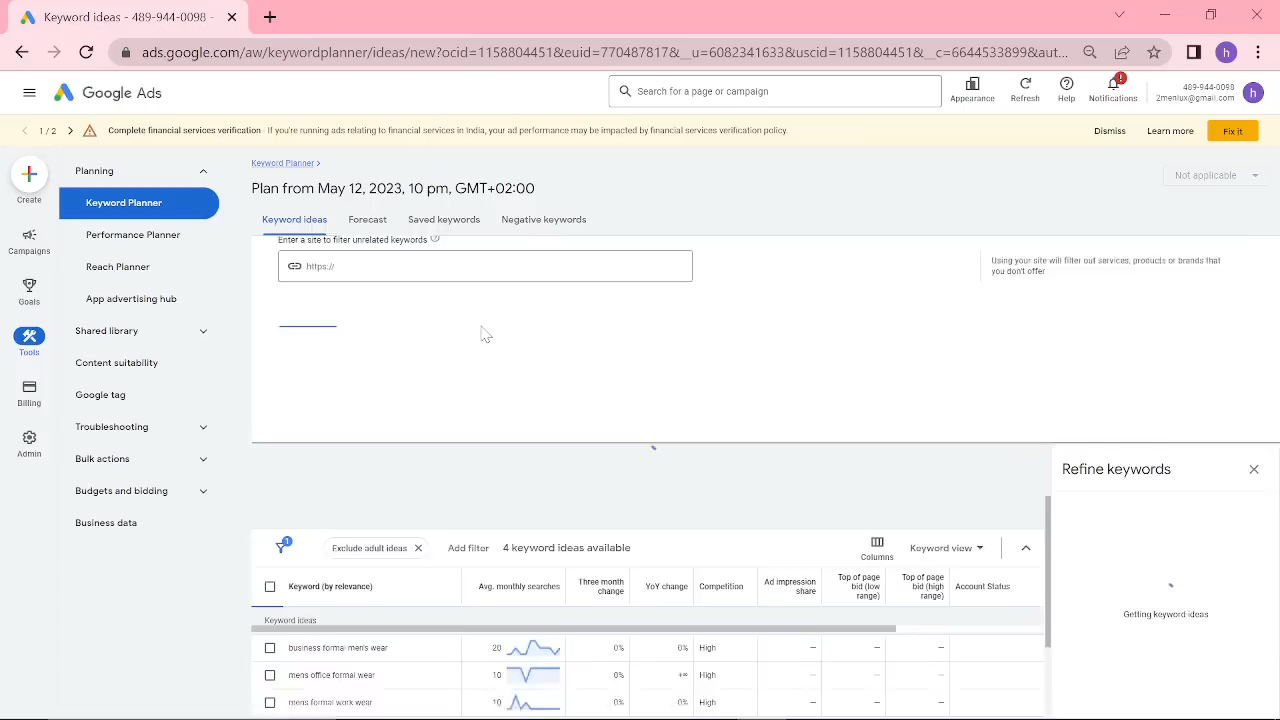 Keyword ideas - 489-944-0098 -
ads.google.com/aw/keywordplanner/ideas/new?ocid=1158804451&euid=770487817&__u=6082341633&uscid=1158804451&__c=6644533899&aut...
h
Google Ads
Search for a page or campaign
Appearance
Refresh
Help
!
Notifications
489-944-0098
2menlux@gmail.com
h
1 / 2
Complete financial services verification - If you're running ads relating to financial services in India, your ad performance may be impacted by financial services verification policy.
Dismiss
Learn more
Fix it
Create
Campaigns
Goals
Tools
Billing
Admin
Planning
Keyword Planner
Performance Planner
Reach Planner
App advertising hub
Shared library
Content suitability
Google tag
Troubleshooting
Bulk actions
Budgets and bidding
Business data
Keyword Planner >
Plan from May 12, 2023, 10 pm, GMT+02:00
Not applicable
Keyword ideas Forecast Saved keywords Negative keywords
Enter a site to filter unrelated keywords
https://
Using your site will filter out services, products or brands that
you don't offer
Refine keywords
Getting keyword ideas
1
Exclude adult ideas
Add filter
4 keyword ideas available
Columns
Keyword view
Keyword (by relevance)
Avg. monthly searches
Three month
change
YoY change
Competition
Ad impression
share
Top of page
bid (low
range)
Top of page
bid (high
range)
Account Status
Keyword ideas
business formal men's wear 20 0% 0% High – – –
mens office formal wear 10 0% +∞ High – – –
mens formal work wear 10 0% 0% High – – –